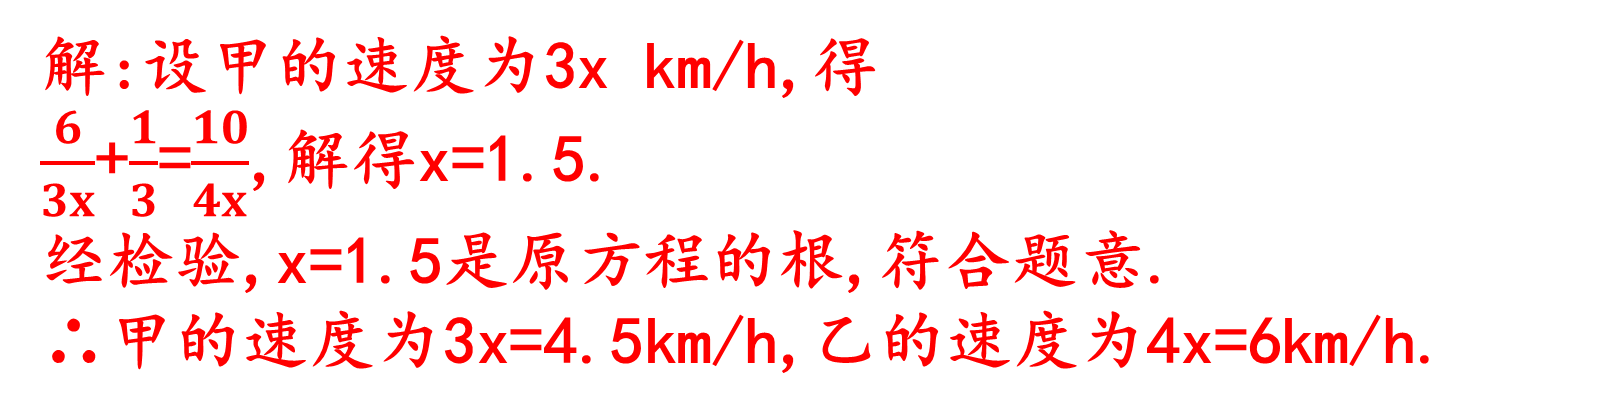 解:设甲的速度为3x km/h,得
6/3x+1/3=10/4x,解得x=1.5.
经检验,x=1.5是原方程的根,符合题意.
∴甲的速度为3x=4.5km/h,乙的速度为4x=6km/h.